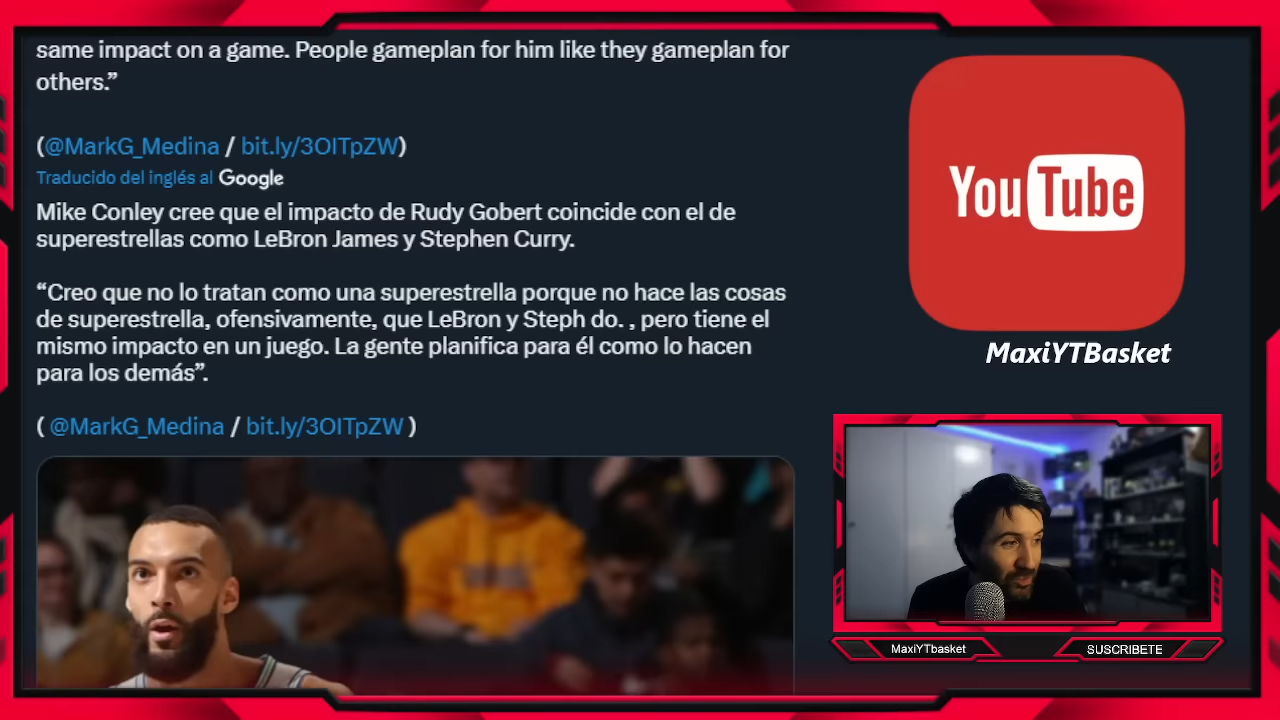 same impact on a game. People gameplan for him like they gameplan for
others.”
(@MarkG_Medina / bit.ly/3OITpZW)
Traducido del inglés al Google
Mike Conley cree que el impacto de Rudy Gobert coincide con el de
superestrellas como LeBron James y Stephen Curry.
“Creo que no lo tratan como una superestrella porque no hace las cosas
de superestrella, ofensivamente, que LeBron y Steph do. , pero tiene el
mismo impacto en un juego. La gente planifica para él como lo hacen
para los demás”.
( @MarkG_Medina / bit.ly/3OITpZW )
YouTube
MaxiYTBasket
MaxiYTbasket
SUSCRIBETE